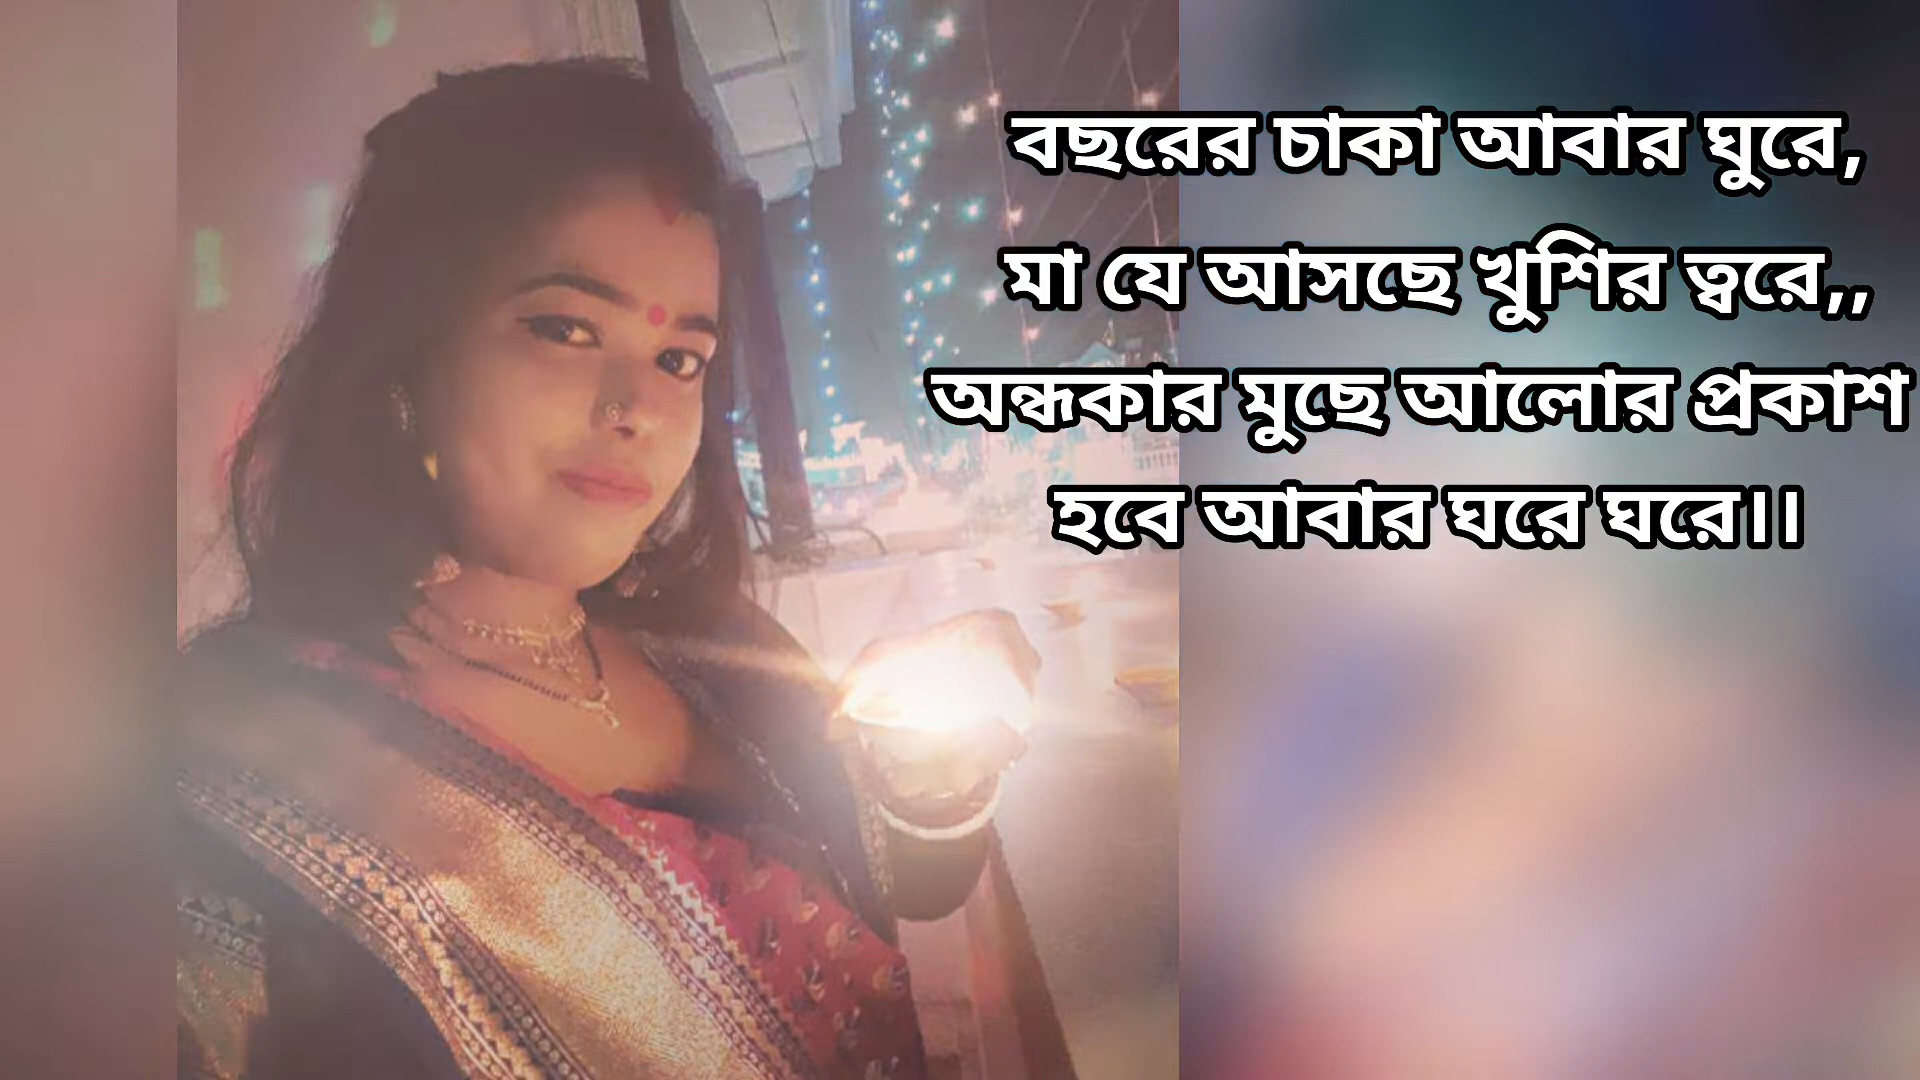 বছরের চাকা আবার ঘুরে,
মা যে আসছে খুশির ত্বরে,,
অন্ধকার মুছে আলোর প্রকাশ
হবে আবার ঘরে ঘরে।।